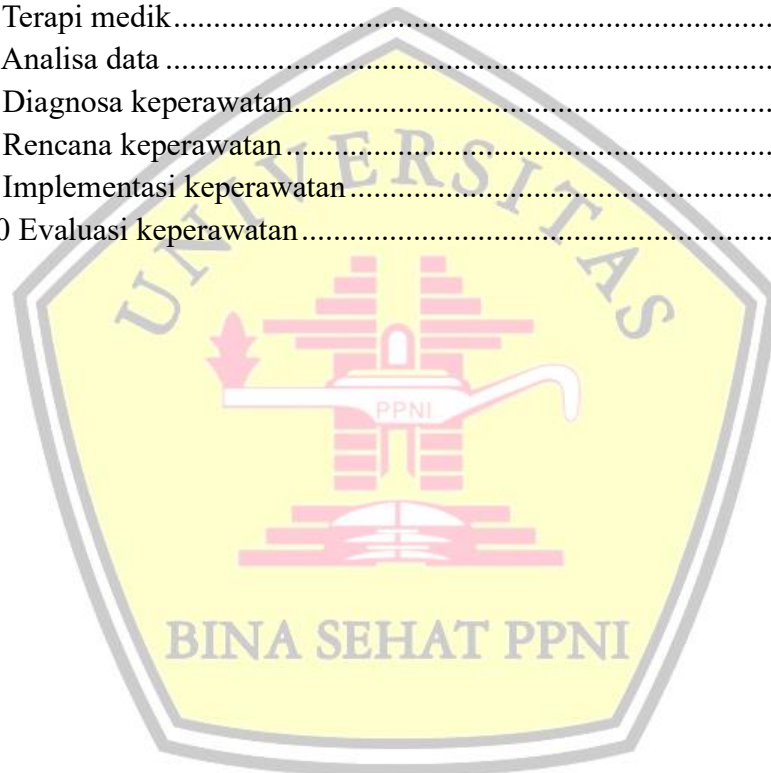 Terapi medik...............................................................................
Analisa data................................................................................
Diagnosa keperawatan................................................................
Rencana keperawatan.................................................................
Implementasi keperawatan.........................................................
0 Evaluasi keperawatan...............................................................
UNIVERSITAS
PPNI
BINA SEHAT PPNI